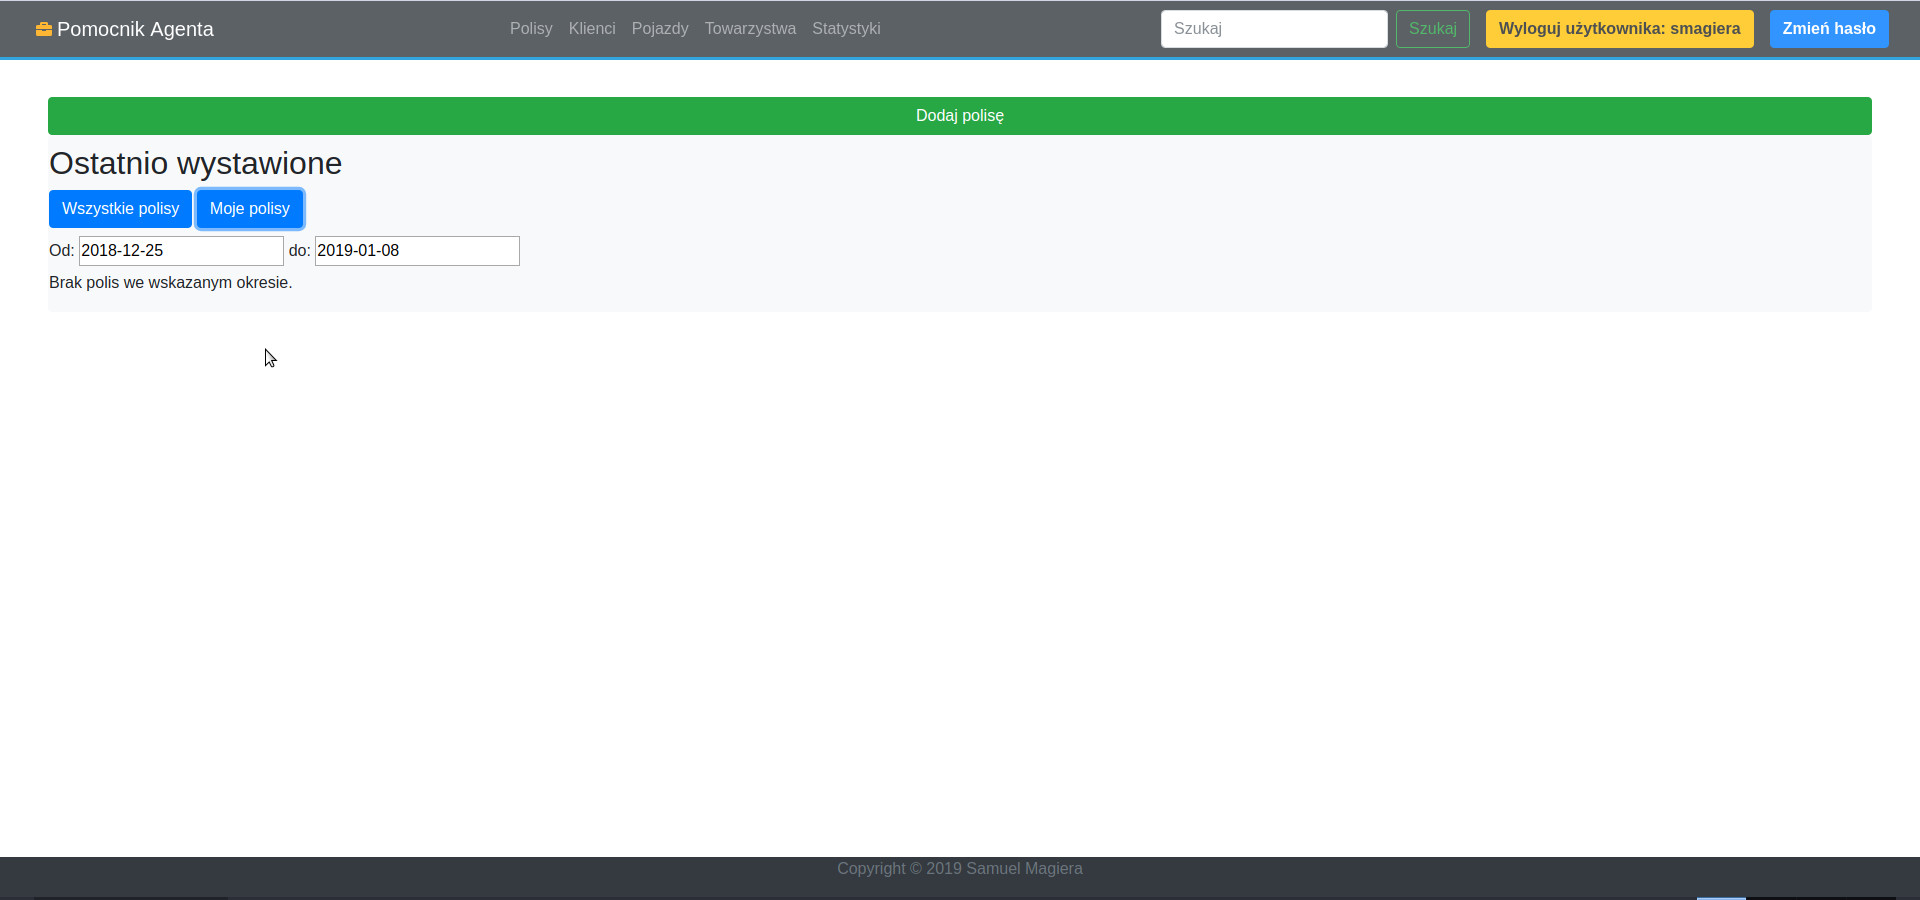 Pomocnik Agenta Polisy Klienci Pojazdy Towarzystwa Statystyki Szukaj Szukaj Wyloguj użytkownika: smagiera Zmień hasło
Dodaj polisę
Ostatnio wystawione
Wszystkie polisy Moje polisy
Od: 2018-12-25 do: 2019-01-08
Brak polis we wskazanym okresie.
Copyright © 2019 Samuel Magiera